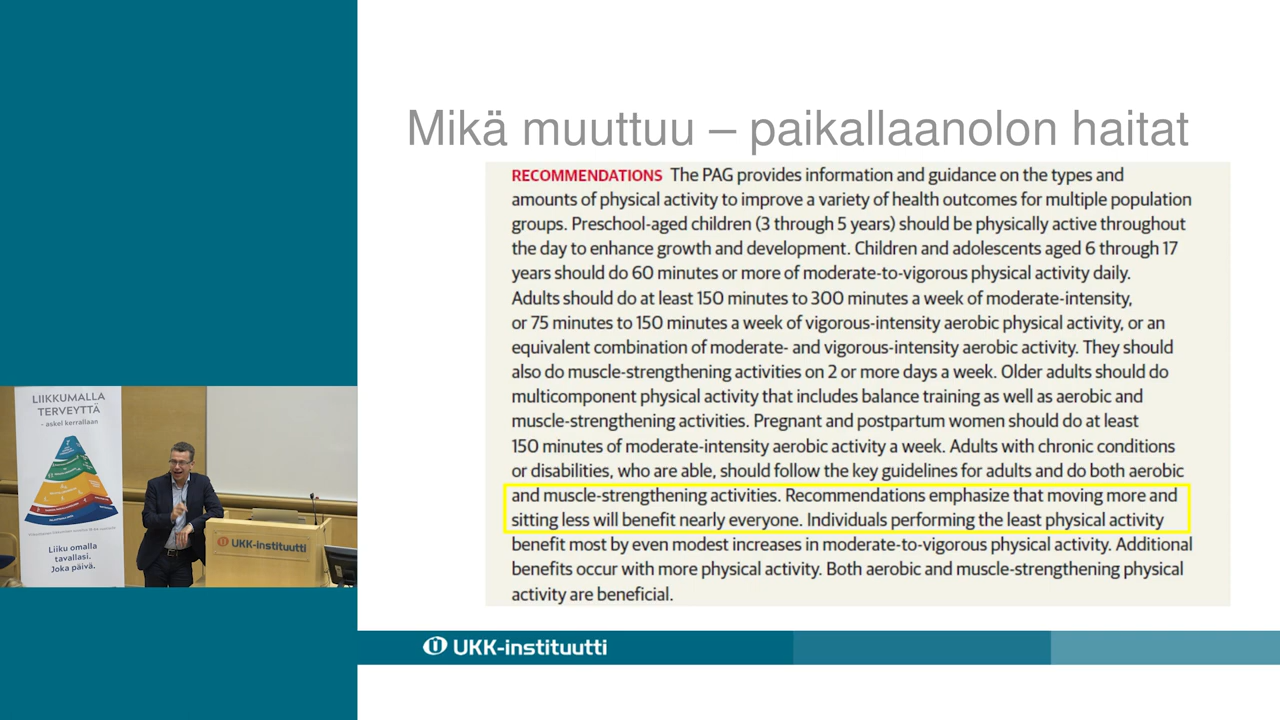 Mikä muuttuu – paikallaanolon haitat
RECOMMENDATIONS The PAG provides information and guidance on the types and
amounts of physical activity to improve a variety of health outcomes for multiple population
groups. Preschool-aged children (3 through 5 years) should be physically active throughout
the day to enhance growth and development. Children and adolescents aged 6 through 17
years should do 60 minutes or more of moderate-to-vigorous physical activity daily.
Adults should do at least 150 minutes to 300 minutes a week of moderate-intensity,
or 75 minutes to 150 minutes a week of vigorous-intensity aerobic physical activity, or an
equivalent combination of moderate- and vigorous-intensity aerobic activity. They should
also do muscle-strengthening activities on 2 or more days a week. Older adults should do
multicomponent physical activity that includes balance training as well as aerobic and
muscle-strengthening activities. Pregnant and postpartum women should do at least
150 minutes of moderate-intensity aerobic activity a week. Adults with chronic conditions
or disabilities, who are able, should follow the key guidelines for adults and do both aerobic
and muscle-strengthening activities. Recommendations emphasize that moving more and
sitting less will benefit nearly everyone. Individuals performing the least physical activity
benefit most by even modest increases in moderate-to-vigorous physical activity. Additional
benefits occur with more physical activity. Both aerobic and muscle-strengthening physical
activity are beneficial.
UKK-instituutti
LIIKKUMALLA
TERVEYTTÄ
- askel kerrallaan
Liiku omalla
tavallasi.
Joka päivä.
UKK-instituutti